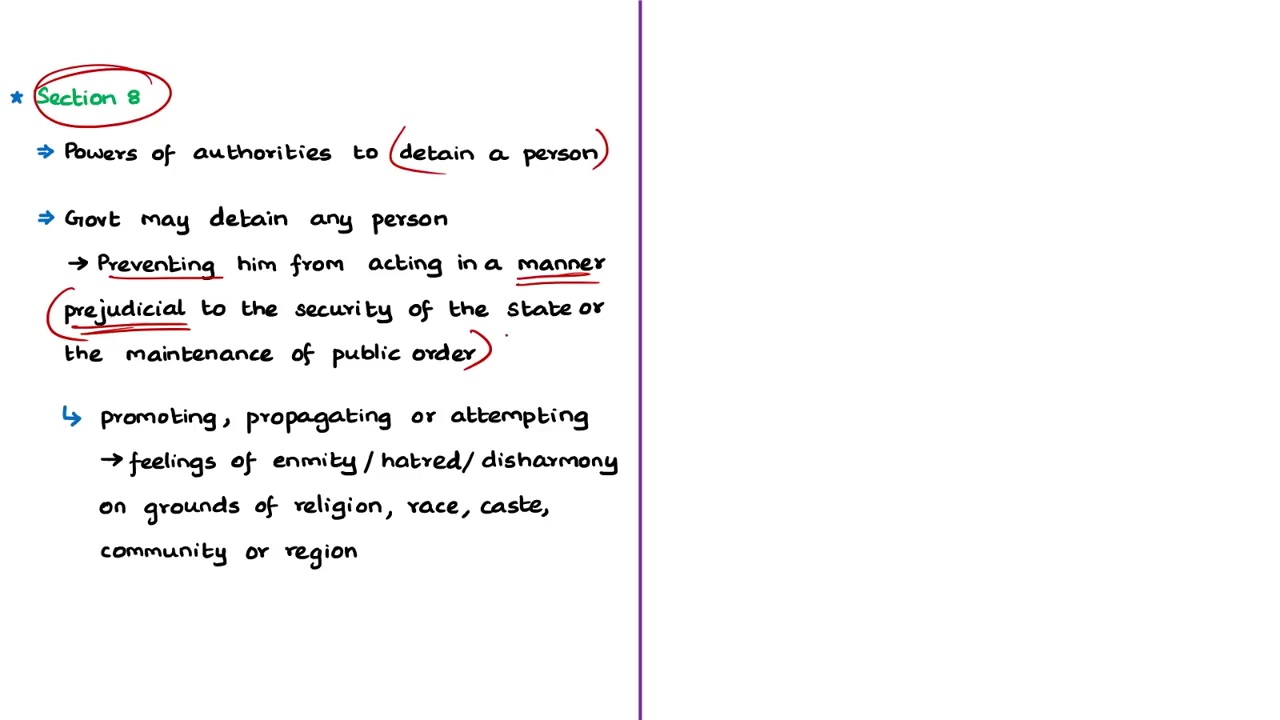 * Section 8
⇒ Powers of authorities to (detain a person)
⇒ Govt may detain any person
→ Preventing him from acting in a manner
(prejudicial to the security of the state or
the maintenance of public order)
↳ promoting, propagating or attempting
→ feelings of enmity/hatred/disharmony
on grounds of religion, race, caste,
community or region